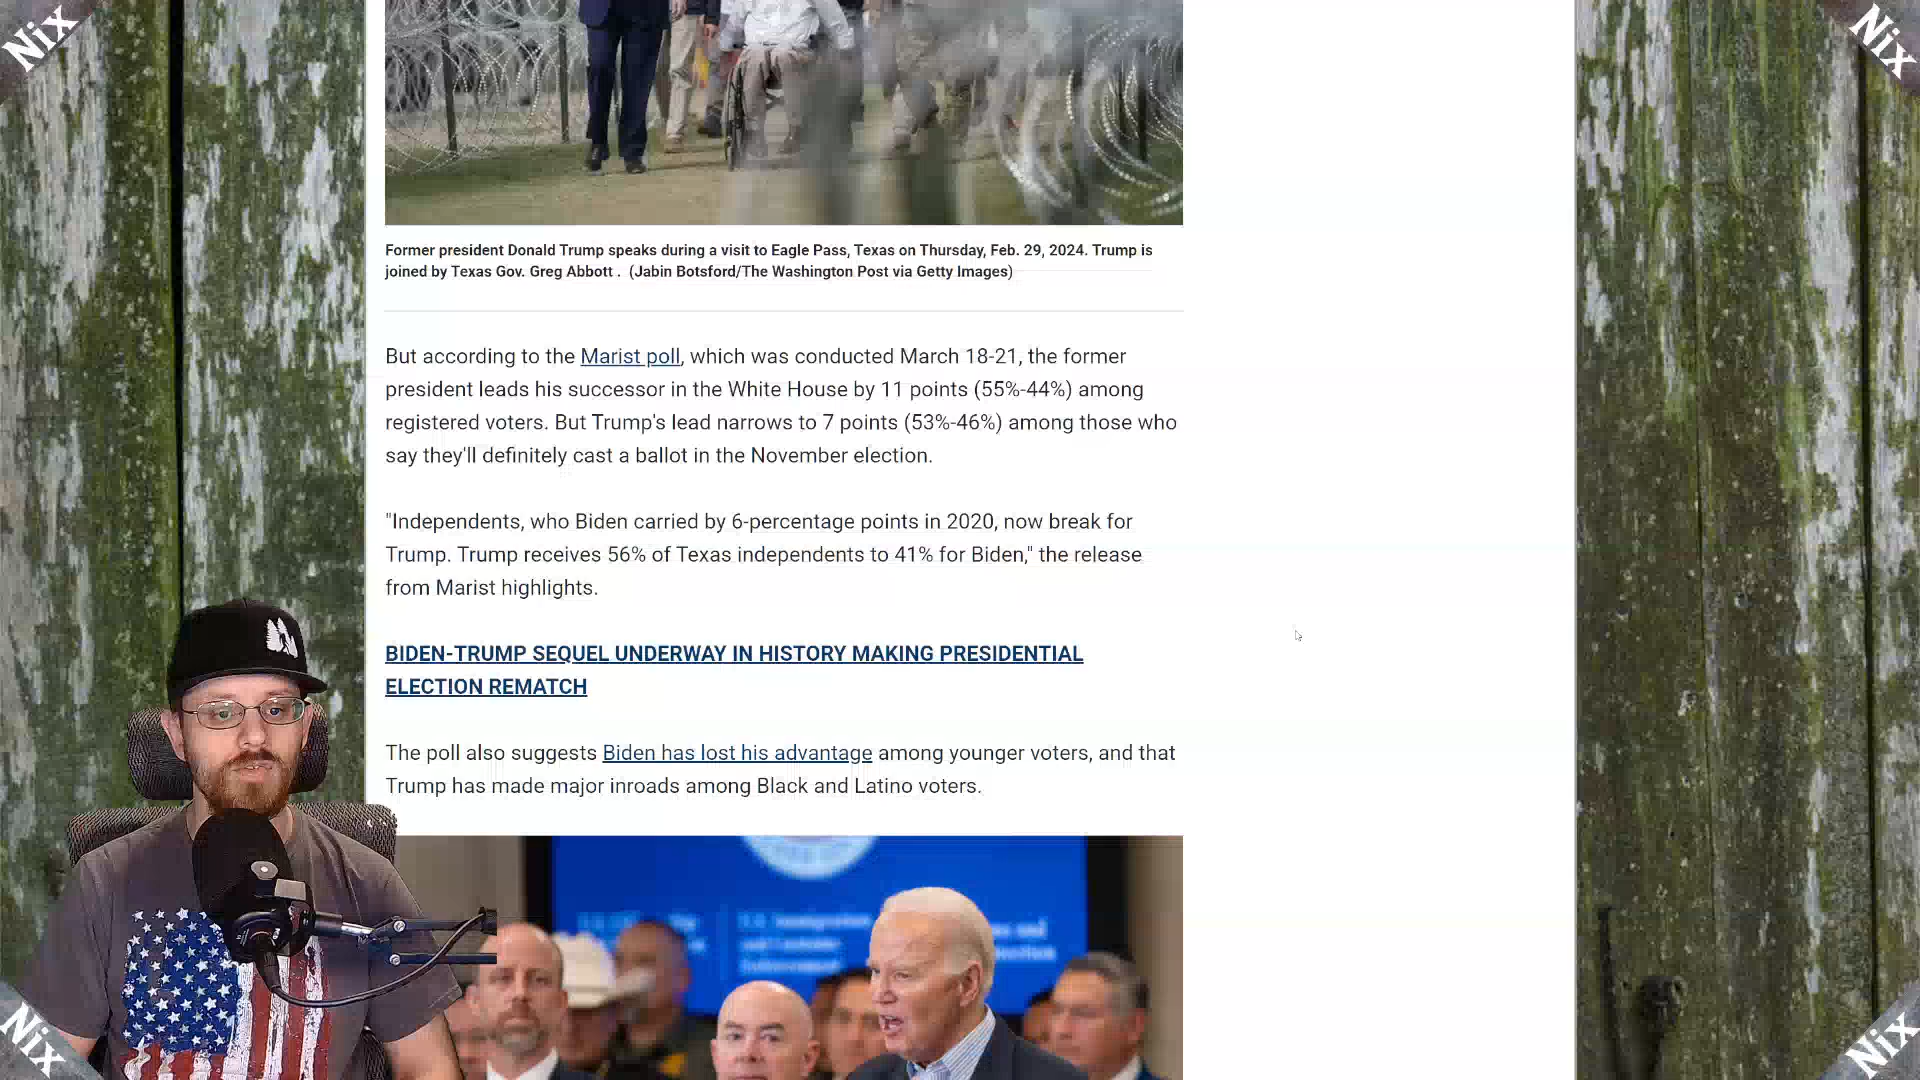 Nix
Nix
Former president Donald Trump speaks during a visit to Eagle Pass, Texas on Thursday, Feb. 29, 2024. Trump is
joined by Texas Gov. Greg Abbott .  (Jabin Botsford/The Washington Post via Getty Images)
But according to the Marist poll, which was conducted March 18-21, the former
president leads his successor in the White House by 11 points (55%-44%) among
registered voters. But Trump's lead narrows to 7 points (53%-46%) among those who
say they'll definitely cast a ballot in the November election.
"Independents, who Biden carried by 6-percentage points in 2020, now break for
Trump. Trump receives 56% of Texas independents to 41% for Biden," the release
from Marist highlights.
BIDEN-TRUMP SEQUEL UNDERWAY IN HISTORY MAKING PRESIDENTIAL
ELECTION REMATCH
The poll also suggests Biden has lost his advantage among younger voters, and that
Trump has made major inroads among Black and Latino voters.
Nix
Nix